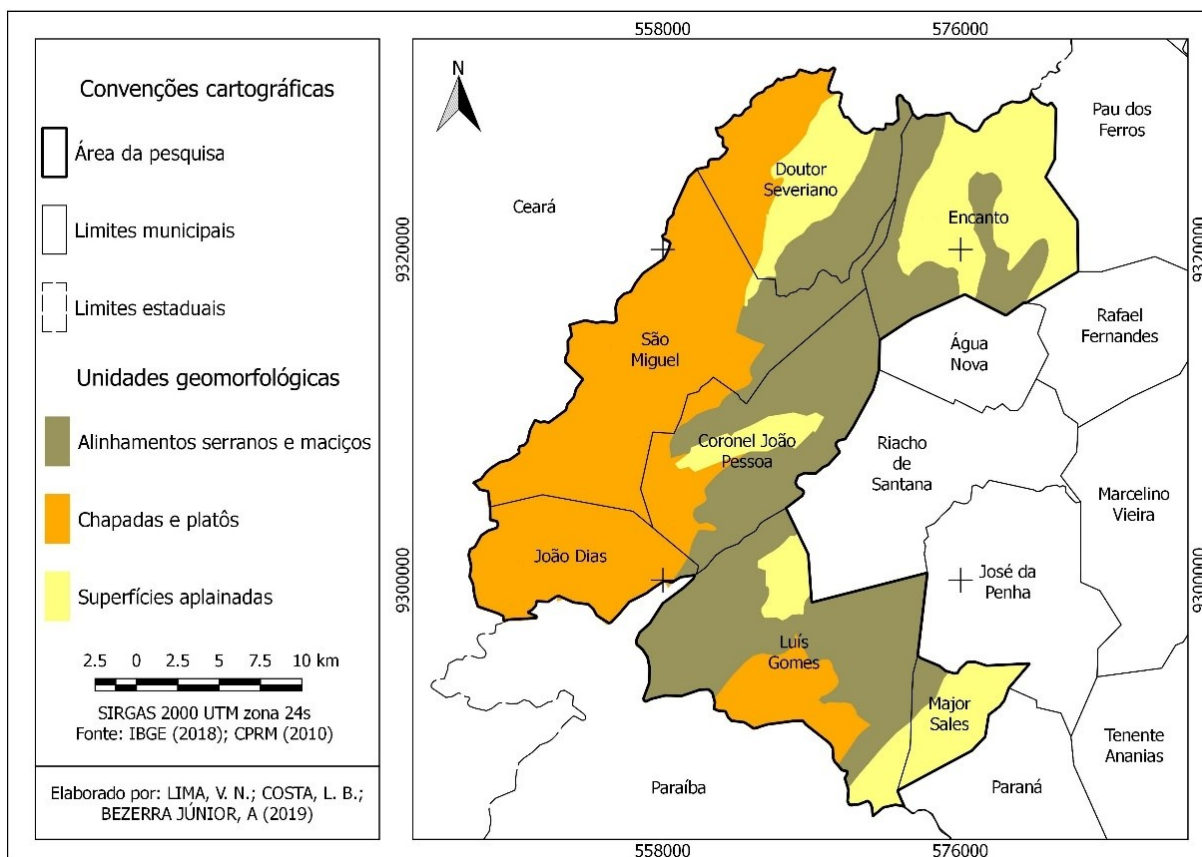 Convenções cartográficas
Área da pesquisa
Limites municipais
Limites estaduais
Unidades geomorfológicas
Alinhamentos serranos e maciços
Chapadas e platôs
Superfícies aplainadas
2.5 0 2.5 5 7.5 10 km
SIRGAS 2000 UTM zona 24s
Fonte: IBGE (2018); CPRM (2010)
Elaborado por: LIMA, V. N.; COSTA, L. B.;
BEZERRA JÚNIOR, A (2019)
558000
576000
N
Pau dos
Ferros
Doutor
Severiano
Ceará
Encanto
9320000
9320000
Rafael
Fernandes
São
Miguel
Água
Nova
Coronel João
Pessoa
Riacho
de
Santana
Marcelino
Vieira
João Dias
José da
Penha
9300000
9300000
Luís
Gomes
Major
Sales
Tenente
Ananias
Paraíba
Paraná
558000
576000